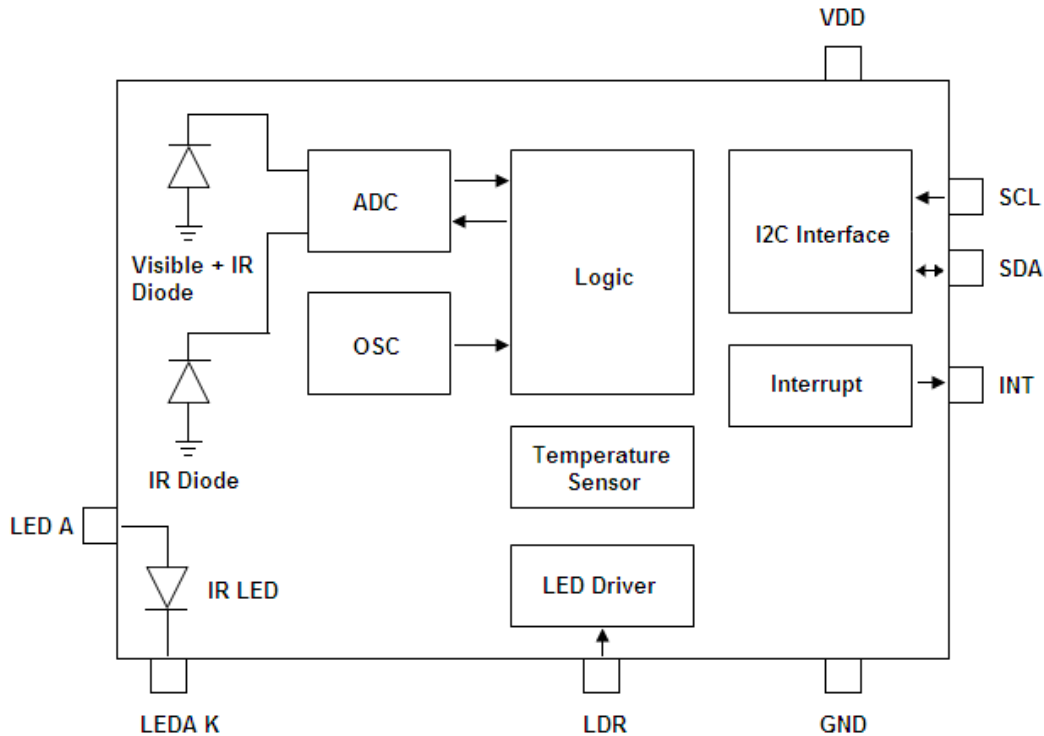 VDD
ADC
Logic
I2C Interface
SCL
SDA
Visible + IR
Diode
OSC
Interrupt
INT
IR Diode
Temperature
Sensor
LED A
IR LED
LED Driver
LEDA K
LDR
GND